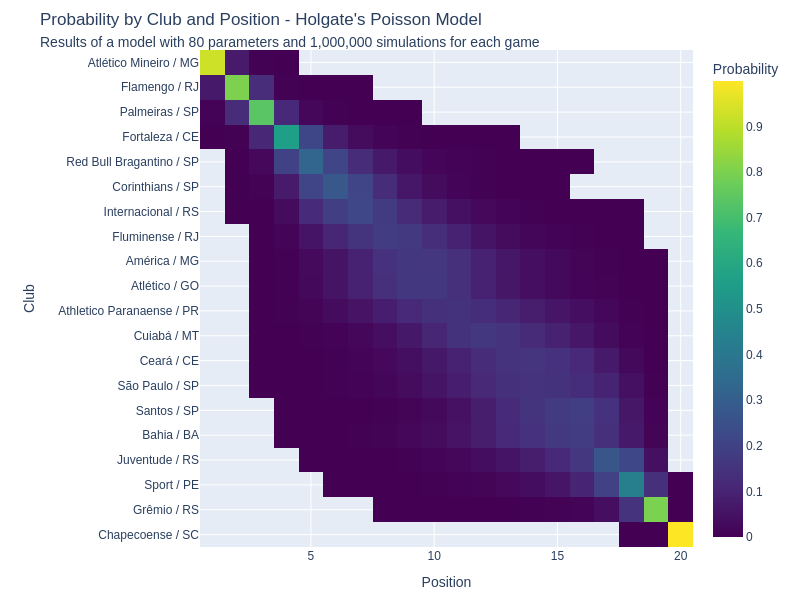 Probability by Club and Position - Holgate's Poisson Model
Results of a model with 80 parameters and 1,000,000 simulations for each game
Probability
Atlético Mineiro / MG
Flamengo / RJ
Palmeiras / SP
Fortaleza / CE
Red Bull Bragantino / SP
Corinthians / SP
Internacional / RS
Fluminense / RJ
América / MG
Atlético / GO
Athletico Paranaense / PR
Cuiabá / MT
Ceará / CE
São Paulo / SP
Santos / SP
Bahia / BA
Juventude / RS
Sport / PE
Grêmio / RS
Chapecoense / SC
Club
5 10 15 20
Position
0.9
0.8
0.7
0.6
0.5
0.4
0.3
0.2
0.1
0